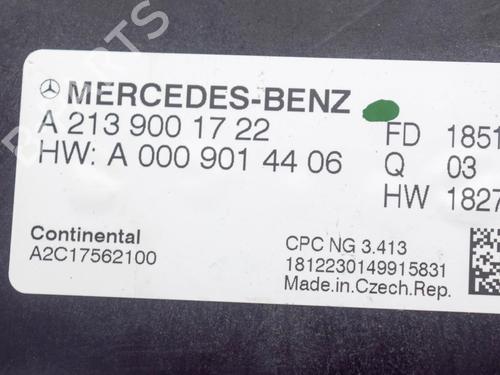 PARTS
MERCEDES-BENZ
A 213 900 17 22 FD 1851
HW: A 000 901 44 06 Q 03
HW 1827
Continental CPC NG 3.413
A2C17562100 1812230149915831
Made.in.Czech.Rep.